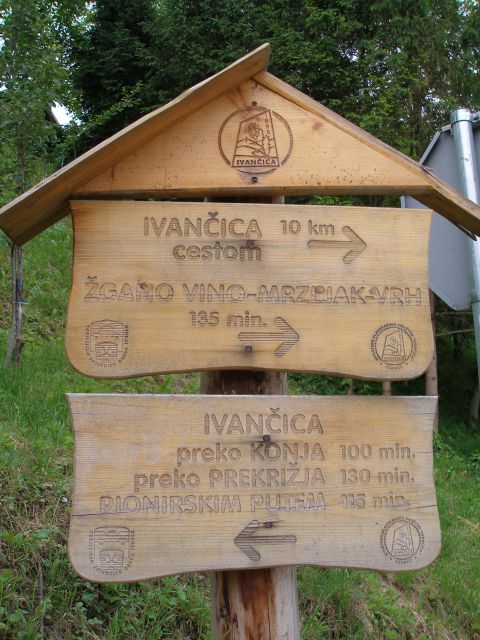 IVANČICA
IVANČICA 10 km
cestom
ŽGANO VINO-MRZLJAK-VRH
135 min.
IVANČICA
preko KONJA 100 min.
preko PREKRIŽJA 130 min.
PIONIRSKIM PUTEM 115 min.